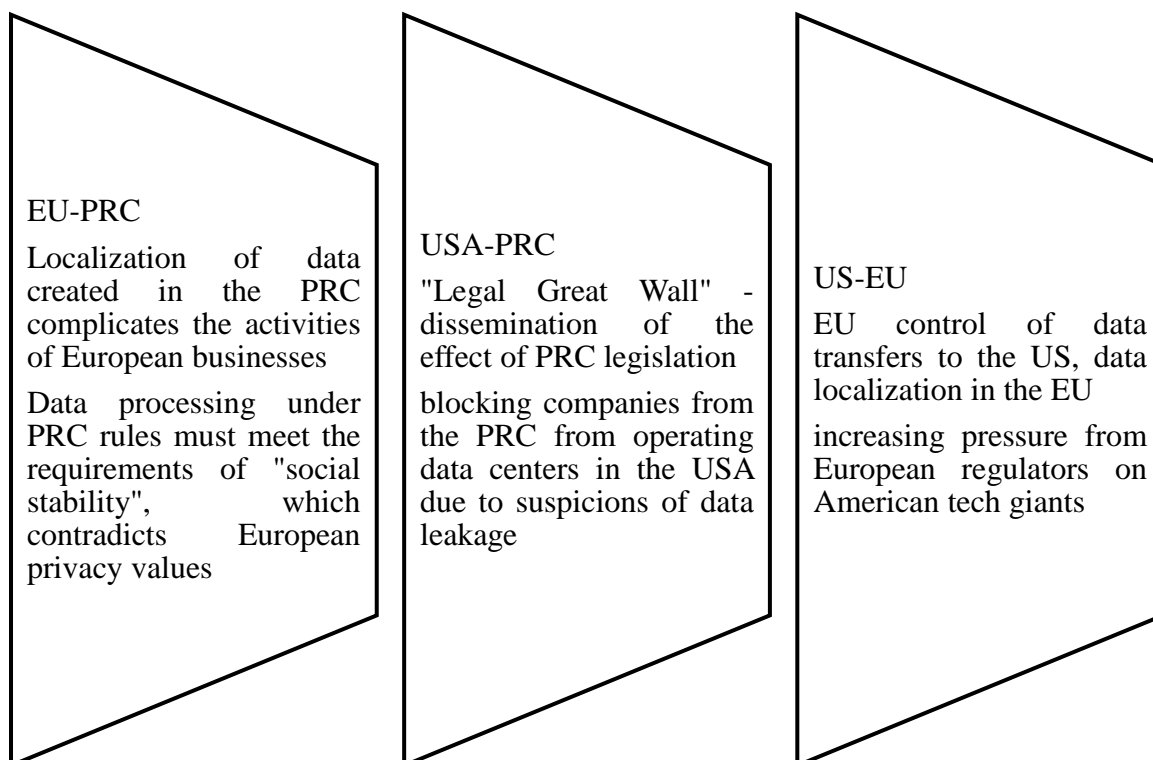 EU-PRC
Localization of data
created in the PRC
complicates the activities
of European businesses
Data processing under
PRC rules must meet the
requirements of "social
stability", which
contradicts European
privacy values
USA-PRC
"Legal Great Wall" -
dissemination of the
effect of PRC legislation
blocking companies from
the PRC from operating
data centers in the USA
due to suspicions of data
leakage
US-EU
EU control of data
transfers to the US, data
localization in the EU
increasing pressure from
European regulators on
American tech giants